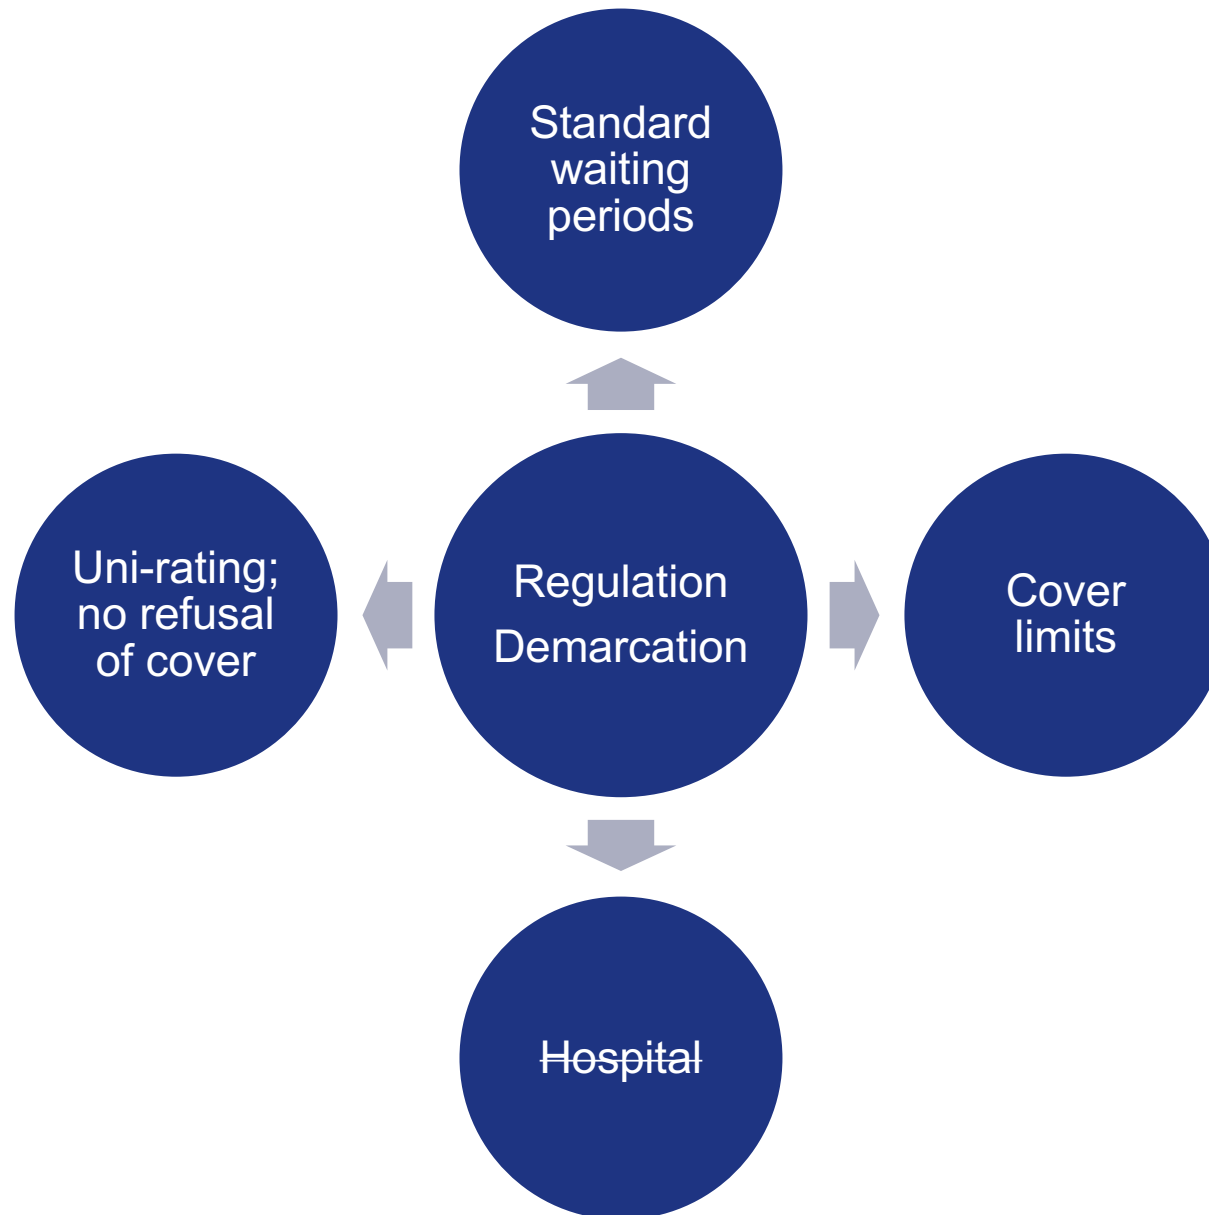 Standard
waiting
periods
Uni-rating;
no refusal
of cover
Regulation
Demarcation
Cover
limits
Hospital